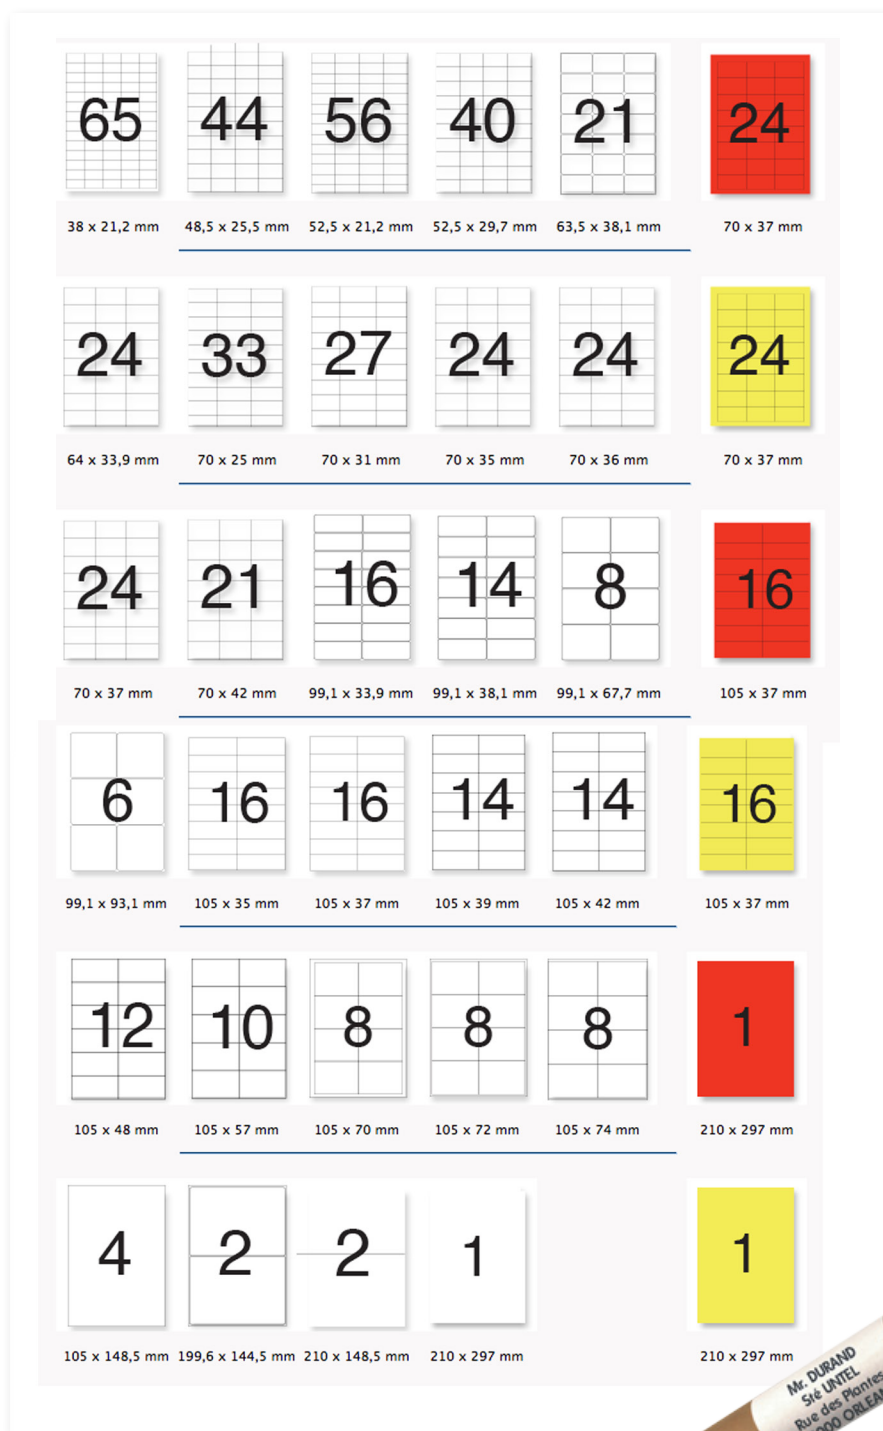 65 44 56 40 21 24
38 x 21,2 mm 48,5 x 25,5 mm 52,5 x 21,2 mm 52,5 x 29,7 mm 63,5 x 38,1 mm 70 x 37 mm
24 33 27 24 24 24
64 x 33,9 mm 70 x 25 mm 70 x 31 mm 70 x 35 mm 70 x 36 mm 70 x 37 mm
24 21 16 14 8 16
70 x 37 mm 70 x 42 mm 99,1 x 33,9 mm 99,1 x 38,1 mm 99,1 x 67,7 mm 105 x 37 mm
6 16 16 14 14 16
99,1 x 93,1 mm 105 x 35 mm 105 x 37 mm 105 x 39 mm 105 x 42 mm 105 x 37 mm
12 10 8 8 8 1
105 x 48 mm 105 x 57 mm 105 x 70 mm 105 x 72 mm 105 x 74 mm 210 x 297 mm
4 2 2 1 1
105 x 148,5 mm 199,6 x 144,5 mm 210 x 148,5 mm 210 x 297 mm 210 x 297 mm
Mr. DURAND
Sté UNTEL
Rue des Plantes